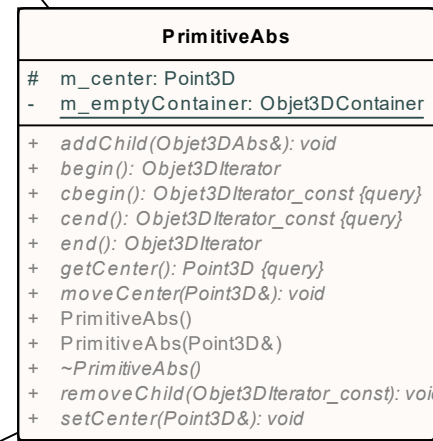 PrimitiveAbs
# m_center: Point3D
- m_emptyContainer: Objet3DContainer
+ addChild(Objet3DAbs&): void
+ begin(): Objet3DIterator
+ cbegin(): Objet3DIterator_const {query}
+ cend(): Objet3DIterator_const {query}
+ end(): Objet3DIterator
+ getCenter(): Point3D {query}
+ moveCenter(Point3D&): void
+ PrimitiveAbs()
+ PrimitiveAbs(Point3D&)
+ ~PrimitiveAbs()
+ removeChild(Objet3DIterator_const): void
+ setCenter(Point3D&): void